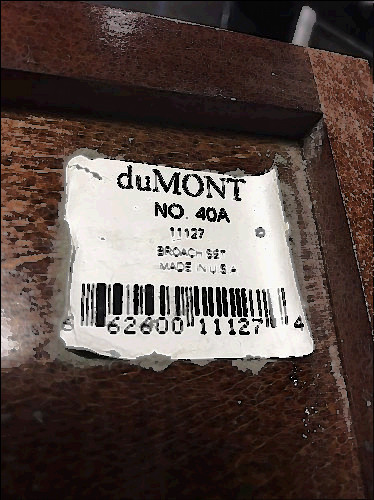 duMONT
NO. 40A
11127
BROACH SET
MADE IN U.S.A
6 62600 11127 4